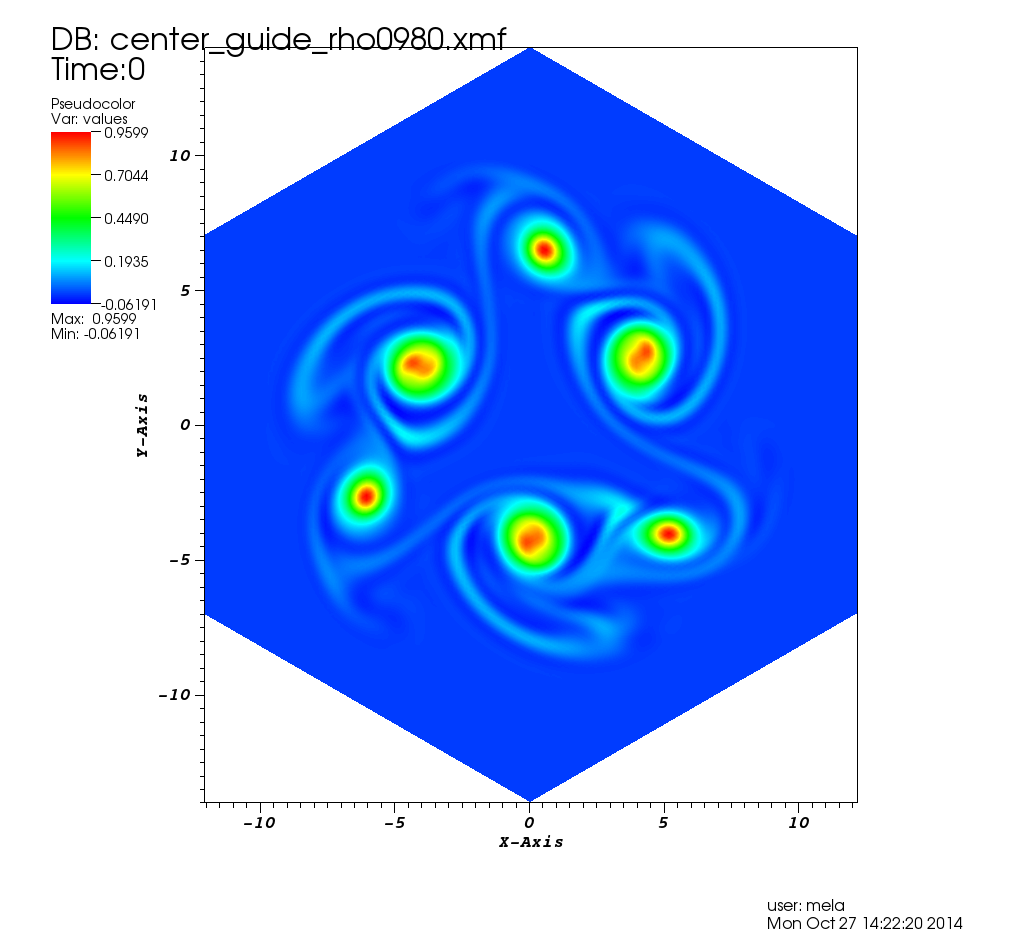 DB: center_guide_rho0980.xmf
Time:0
Pseudocolor
Var: values
0.9599
0.7044
0.4490
0.1935
-0.06191
Max: 0.9599
Min: -0.06191
10
5
0
-5
-10
Y-Axis
-10 -5 0 5 10
X-Axis
user: mela
Mon Oct 27 14:22:20 2014